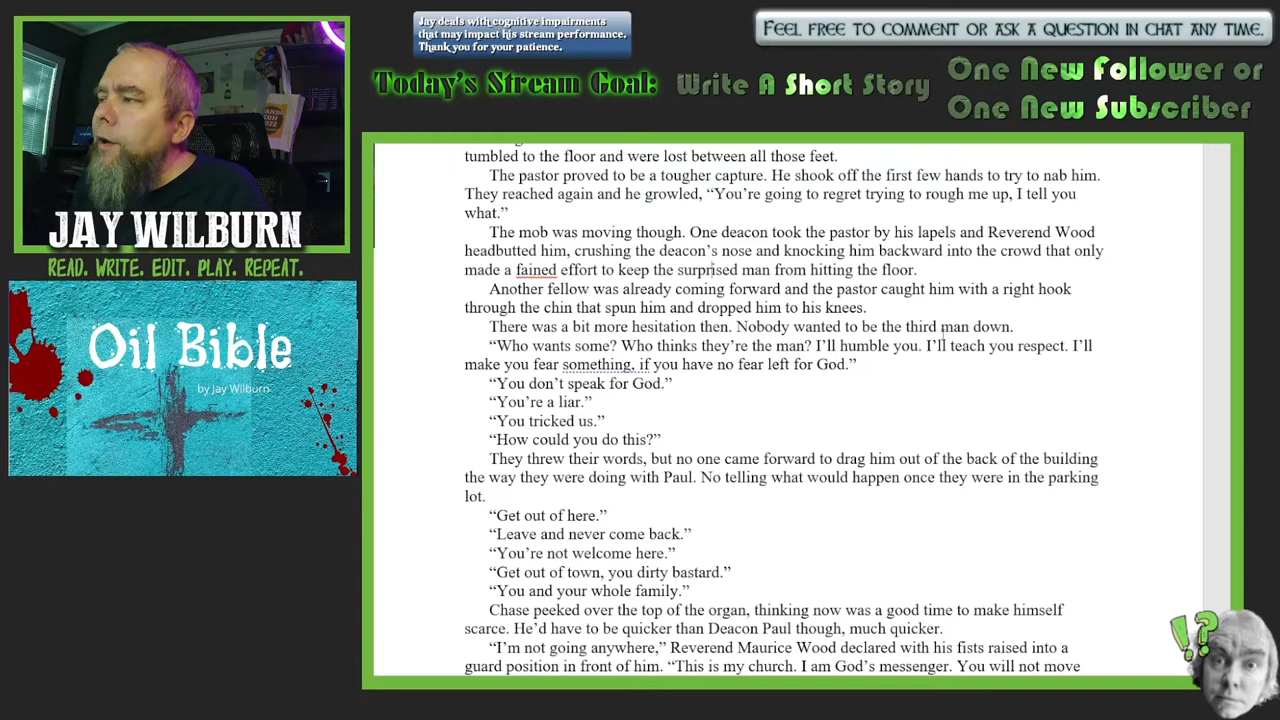 Jay deals with cognitive impairments
that may impact his stream performance.
Thank you for your patience.
FEEL FREE TO COMMENT OR ASK A QUESTION IN CHAT ANY TIME.
Today's Stream Goal:
Write A Short Story
One New Follower or
One New Subscriber
JAY WILBURN
READ. WRITE. EDIT. PLAY. REPEAT.
Oil Bible
by Jay Wilburn
tumbled to the floor and were lost between all those feet.
The pastor proved to be a tougher capture. He shook off the first few hands to try to nab him.
They reached again and he growled, “You’re going to regret trying to rough me up, I tell you
what.”
The mob was moving though. One deacon took the pastor by his lapels and Reverend Wood
headbutted him, crushing the deacon’s nose and knocking him backward into the crowd that only
made a fained effort to keep the surprised man from hitting the floor.
Another fellow was already coming forward and the pastor caught him with a right hook
through the chin that spun him and dropped him to his knees.
There was a bit more hesitation then. Nobody wanted to be the third man down.
“Who wants some? Who thinks they’re the man? I’ll humble you. I’ll teach you respect. I’ll
make you fear something, if you have no fear left for God.”
“You don’t speak for God.”
“You’re a liar.”
“You tricked us.”
“How could you do this?”
They threw their words, but no one came forward to drag him out of the back of the building
the way they were doing with Paul. No telling what would happen once they were in the parking
lot.
“Get out of here.”
“Leave and never come back.”
“You’re not welcome here.”
“Get out of town, you dirty bastard.”
“You and your whole family.”
Chase peeked over the top of the organ, thinking now was a good time to make himself
scarce. He’d have to be quicker than Deacon Paul though, much quicker.
“I’m not going anywhere,” Reverend Maurice Wood declared with his fists raised into a
guard position in front of him. “This is my church. I am God’s messenger. You will not move
!?